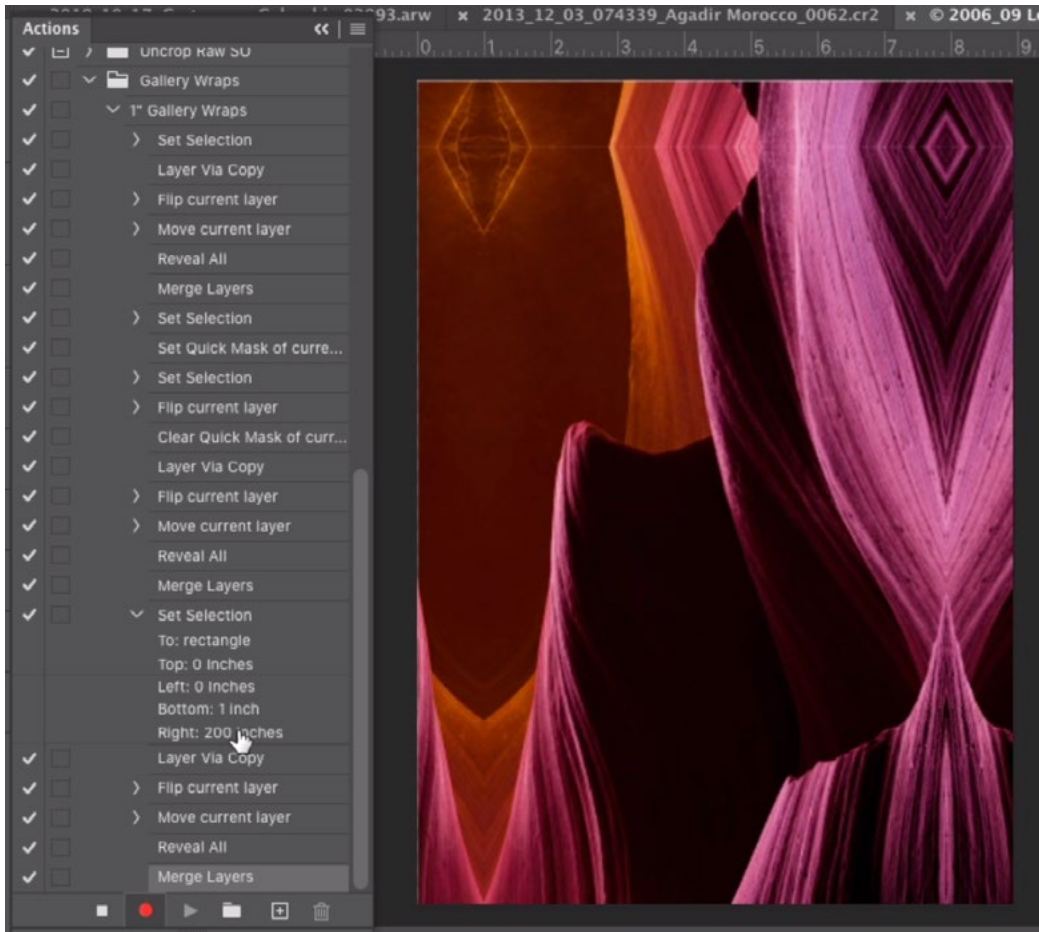 93.arw × 2013_12_03_074339_Agadir Morocco_0062.cr2 × © 2006_09 L
Actions
0 1 2 3 4 5 6 7 8 9
Uncrop Raw SO
Gallery Wraps
1" Gallery Wraps
Set Selection
Layer Via Copy
Flip current layer
Move current layer
Reveal All
Merge Layers
Set Selection
Set Quick Mask of curre...
Set Selection
Flip current layer
Clear Quick Mask of curr...
Layer Via Copy
Flip current layer
Move current layer
Reveal All
Merge Layers
Set Selection
To: rectangle
Top: 0 Inches
Left: 0 Inches
Bottom: 1 inch
Right: 200 inches
Layer Via Copy
Flip current layer
Move current layer
Reveal All
Merge Layers